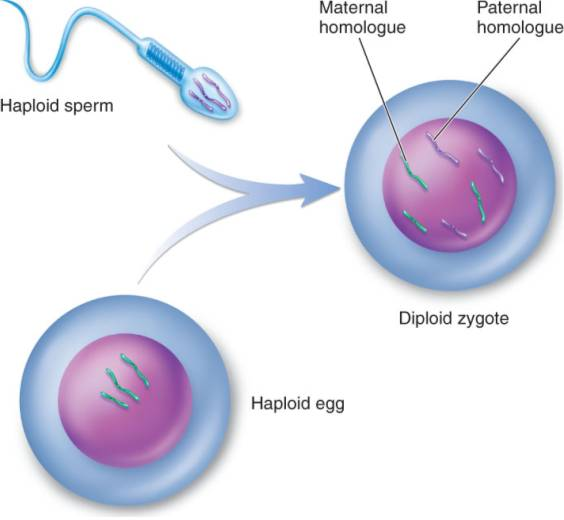 Maternal
homologue
Paternal
homologue
Haploid sperm
Diploid zygote
Haploid egg